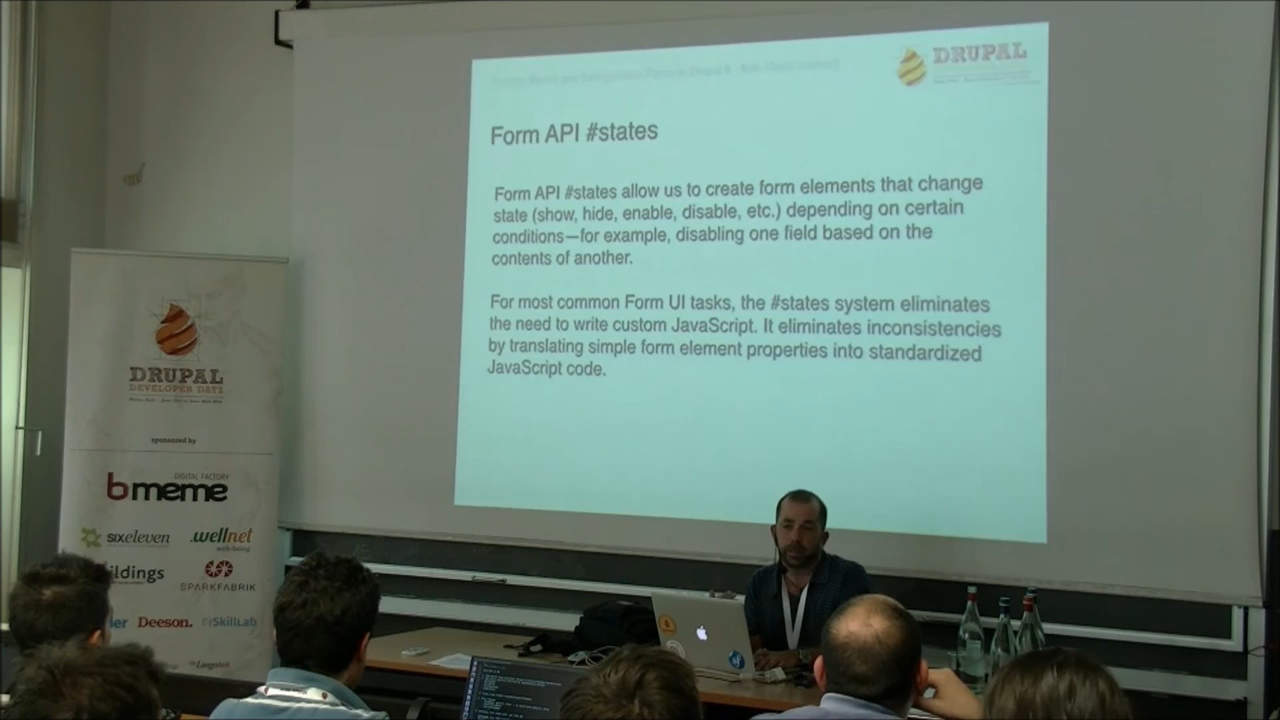 DRUPAL
Form API #states
Form API #states allow us to create form elements that change
state (show, hide, enable, disable, etc.) depending on certain
conditions—for example, disabling one field based on the
contents of another.
For most common Form UI tasks, the #states system eliminates
the need to write custom JavaScript. It eliminates inconsistencies
by translating simple form element properties into standardized
JavaScript code.
DRUPAL
DEVELOPER DAYS
sponsored by
DIGITAL FACTORY
bmeme
sixeleven
.wellnet
well-being
ildings
SPARKFABRIK
ler
Deeson.
SkillLab